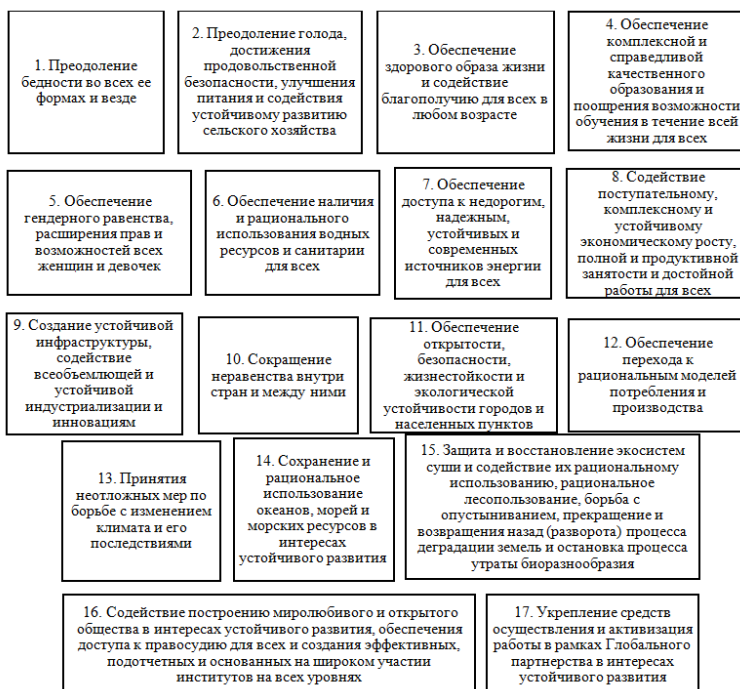 1. Преодоление
бедности во всех ее
формах и везде
2. Преодоление голода,
достижения
продовольственной
безопасности, улучшения
питания и содействия
устойчивому развитию
сельского хозяйства
3. Обеспечение
здорового образа жизни
и содействие
благополучию для всех в
любом возрасте
4. Обеспечение
комплексной и
справедливой
качественного
образования и
поощрения возможности
обучения в течение всей
жизни для всех
5. Обеспечение
гендерного равенства,
расширения прав и
возможностей всех
женщин и девочек
6. Обеспечение наличия
и рационального
использования водных
ресурсов и санитарии
для всех
7. Обеспечение
доступа к недорогим,
надежным,
устойчивых и
современных
источников энергии
для всех
8. Содействие
поступательному,
комплексному и
устойчивому
экономическому росту,
полной и продуктивной
занятости и достойной
работы для всех
9. Создание устойчивой
инфраструктуры,
содействие
всеобъемлющей и
устойчивой
индустриализации и
инновациям
10. Сокращение
неравенства внутри
стран и между ними
11. Обеспечение
открытости,
безопасности,
жизнестойкости и
экологической
устойчивости городов и
населенных пунктов
12. Обеспечение
перехода к
рациональным моделей
потребления и
производства
13. Принятия
неотложных мер по
борьбе с изменением
климата и его
последствиями
14. Сохранение и
рациональное
использование
океанов, морей и
морских ресурсов в
интересах
устойчивого развития
15. Защита и восстановление экосистем
суши и содействие их рациональному
использованию, рациональное
лесопользование, борьба с
опустыниванием, прекращение и
возвращения назад (разворота) процесса
деградации земель и остановка процесса
утраты биоразнообразия
16. Содействие построению миролюбивого и открытого
общества в интересах устойчивого развития, обеспечения
доступа к правосудию для всех и создания эффективных,
подотчетных и основанных на широком участии
институтов на всех уровнях
17. Укрепление средств
осуществления и активизация
работы в рамках Глобального
партнерства в интересах
устойчивого развития